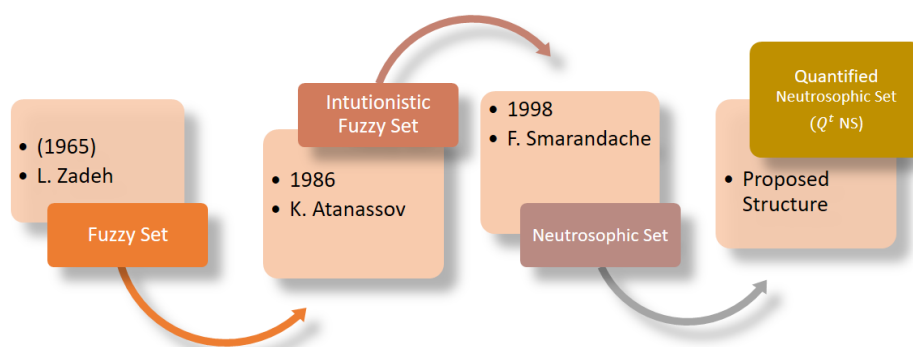 • (1965)
• L. Zadeh
Fuzzy Set
Intutionistic
Fuzzy Set
• 1986
• K. Atanassov
• 1998
• F. Smarandache
Neutrosophic Set
Quantified
Neutrosophic Set
(Qᵗ NS)
• Proposed
Structure